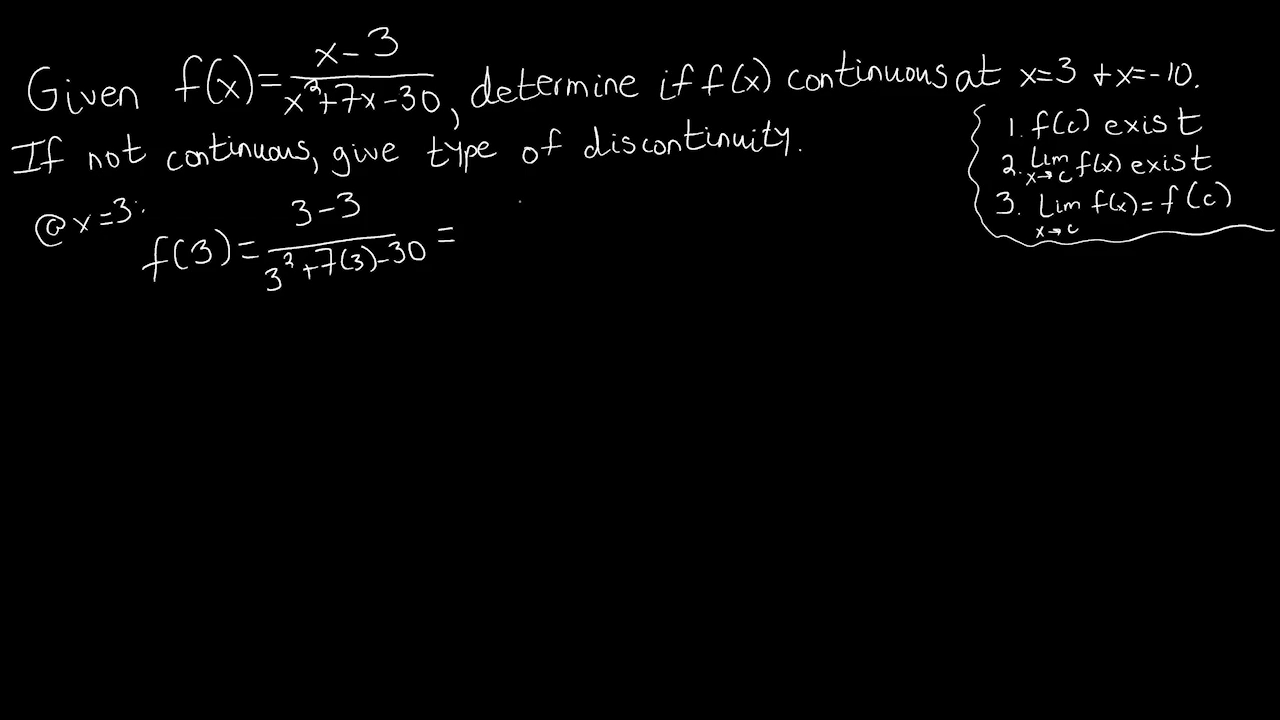 Given f(x) = (x-3)/(x²+7x-30), determine if f(x) continuous at x=3 + x=-10.
If not continuous, give type of discontinuity.
1. f(c) exist
2. Lim x→c f(x) exist
3. Lim x→c f(x) = f(c)
@ x=3:
f(3) = (3-3)/(3²+7(3)-30) =